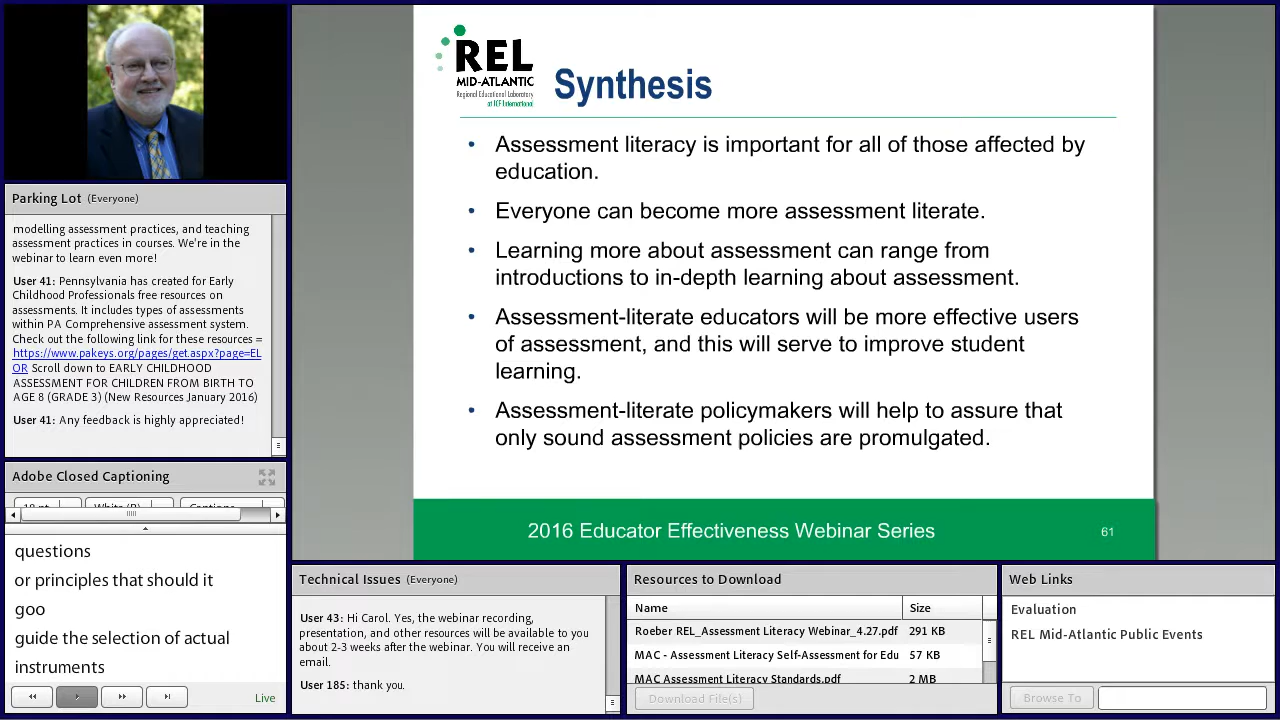 REL
MID-ATLANTIC
Regional Educational Laboratory
at ICF International
Synthesis
• Assessment literacy is important for all of those affected by
education.
• Everyone can become more assessment literate.
• Learning more about assessment can range from
introductions to in-depth learning about assessment.
• Assessment-literate educators will be more effective users
of assessment, and this will serve to improve student
learning.
• Assessment-literate policymakers will help to assure that
only sound assessment policies are promulgated.
2016 Educator Effectiveness Webinar Series
61
Parking Lot (Everyone)
modelling assessment practices, and teaching
assessment practices in courses. We're in the
webinar to learn even more!
User 41: Pennsylvania has created for Early
Childhood Professionals free resources on
assessments. It includes types of assessments
within PA Comprehensive assessment system.
Check out the following link for these resources =
https://www.pakeys.org/pages/get.aspx?page=EL
OR Scroll down to EARLY CHILDHOOD
ASSESSMENT FOR CHILDREN FROM BIRTH TO
AGE 8 (GRADE 3) (New Resources January 2016)
User 41: Any feedback is highly appreciated!
Adobe Closed Captioning
18 pt
White (B)
Captions
questions
or principles that should it
goo
guide the selection of actual
instruments
Live
Technical Issues (Everyone)
User 43: Hi Carol. Yes, the webinar recording,
presentation, and other resources will be available to you
about 2-3 weeks after the webinar. You will receive an
email.
User 185: thank you.
Resources to Download
Name Size
Roeber REL_Assessment Literacy Webinar_4.27.pdf 291 KB
MAC - Assessment Literacy Self-Assessment for Edu 57 KB
MAC Assessment Literacy Standards.pdf 2 MB
Download File(s)
Web Links
Evaluation
REL Mid-Atlantic Public Events
Browse To